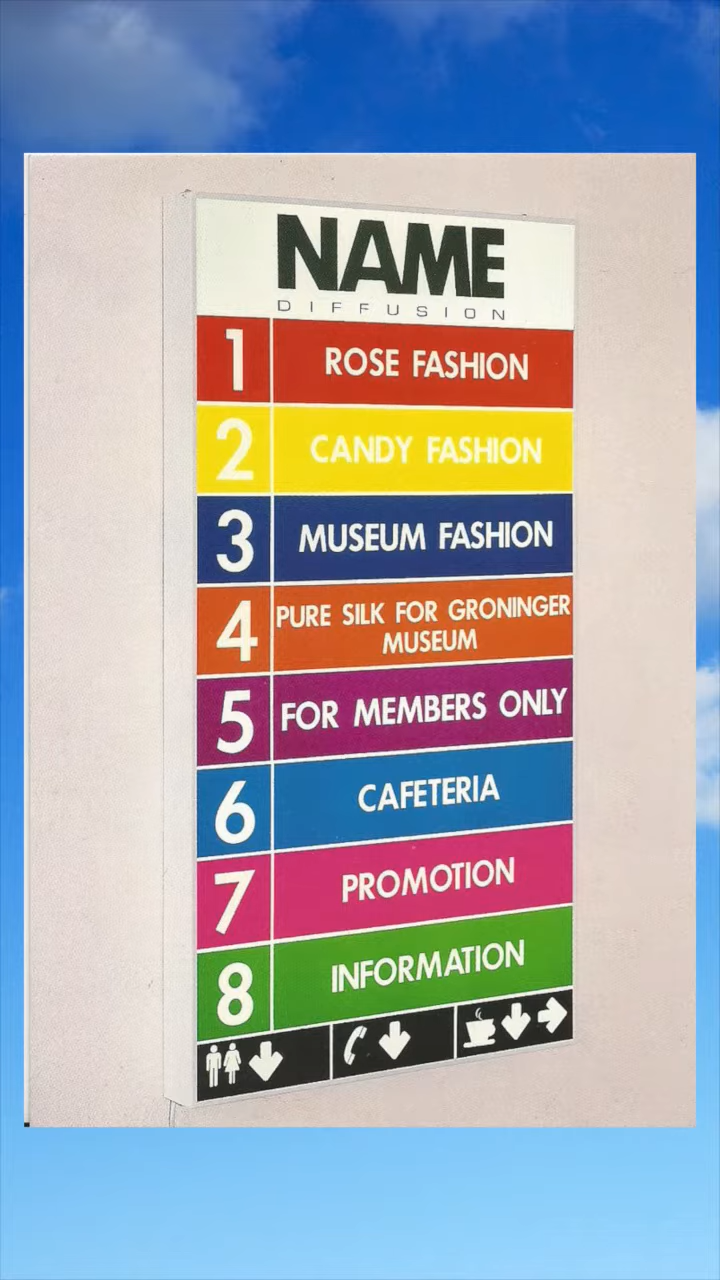 NAME
DIFFUSION
1 ROSE FASHION
2 CANDY FASHION
3 MUSEUM FASHION
4 PURE SILK FOR GRONINGER
MUSEUM
5 FOR MEMBERS ONLY
6 CAFETERIA
7 PROMOTION
8 INFORMATION